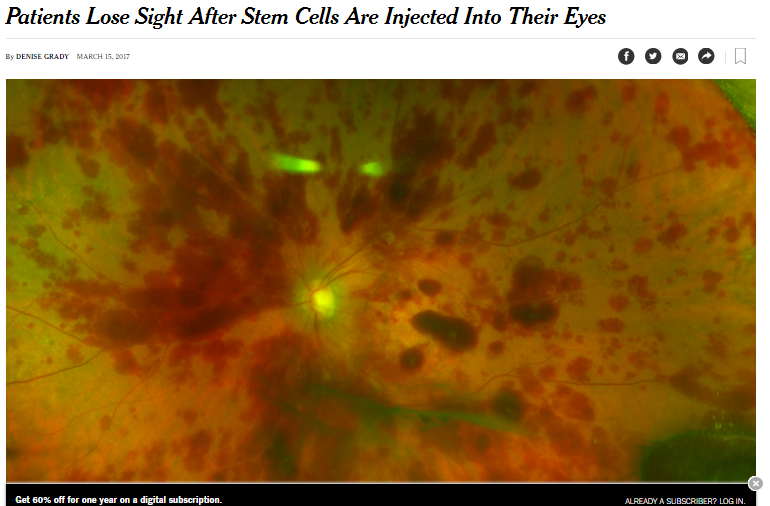 Patients Lose Sight After Stem Cells Are Injected Into Their Eyes
By DENISE GRADY MARCH 15, 2017
Get 60% off for one year on a digital subscription.
ALREADY A SUBSCRIBER? LOG IN.